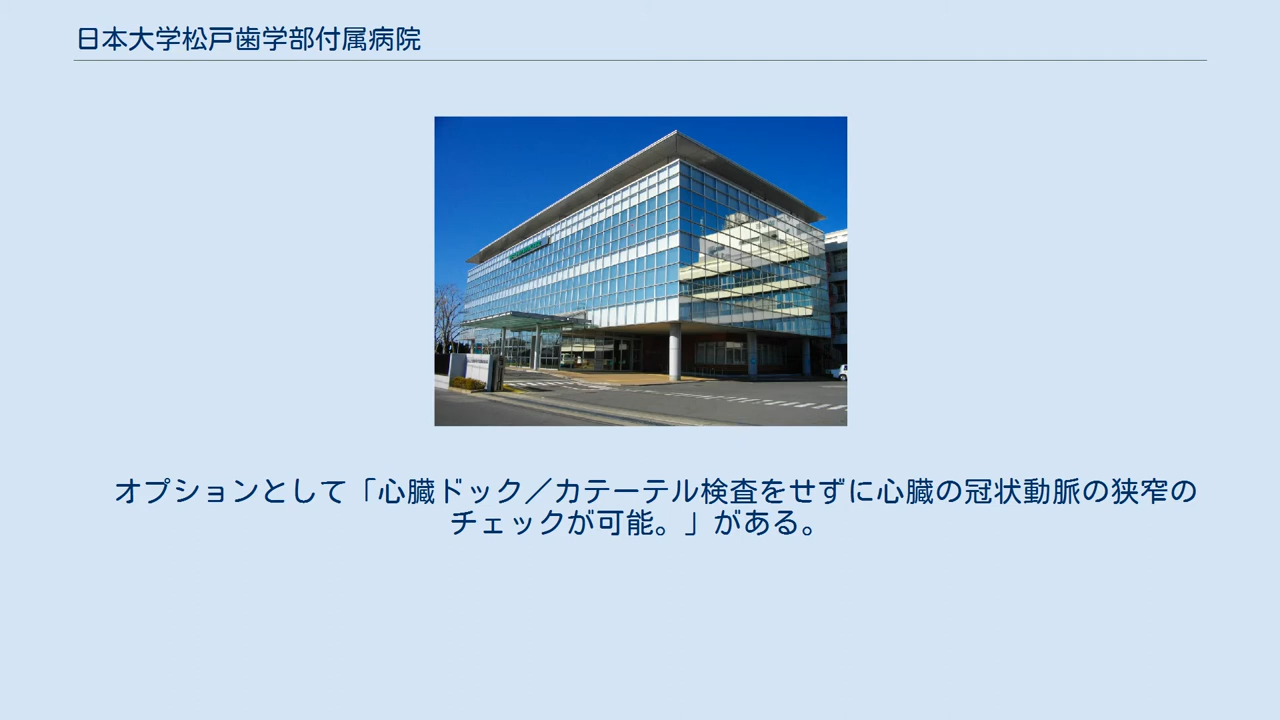 日本大学松戸歯学部付属病院
オプションとして「心臓ドック／カテーテル検査をせずに心臓の冠状動脈の狭窄の
チェックが可能。」がある。